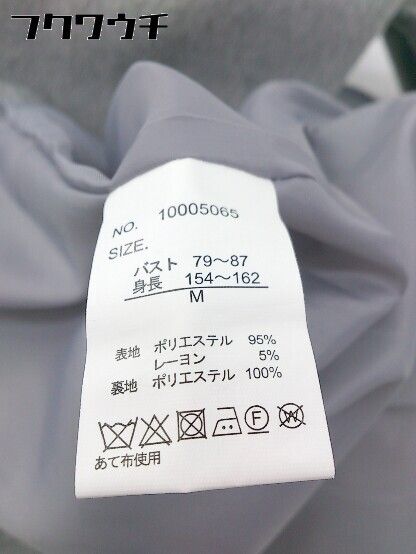 フクワウチ
NO. 10005065
SIZE.
バスト 79～87
身長 154～162
M
表地 ポリエステル 95%
レーヨン 5%
裏地 ポリエステル 100%
F W
あて布使用